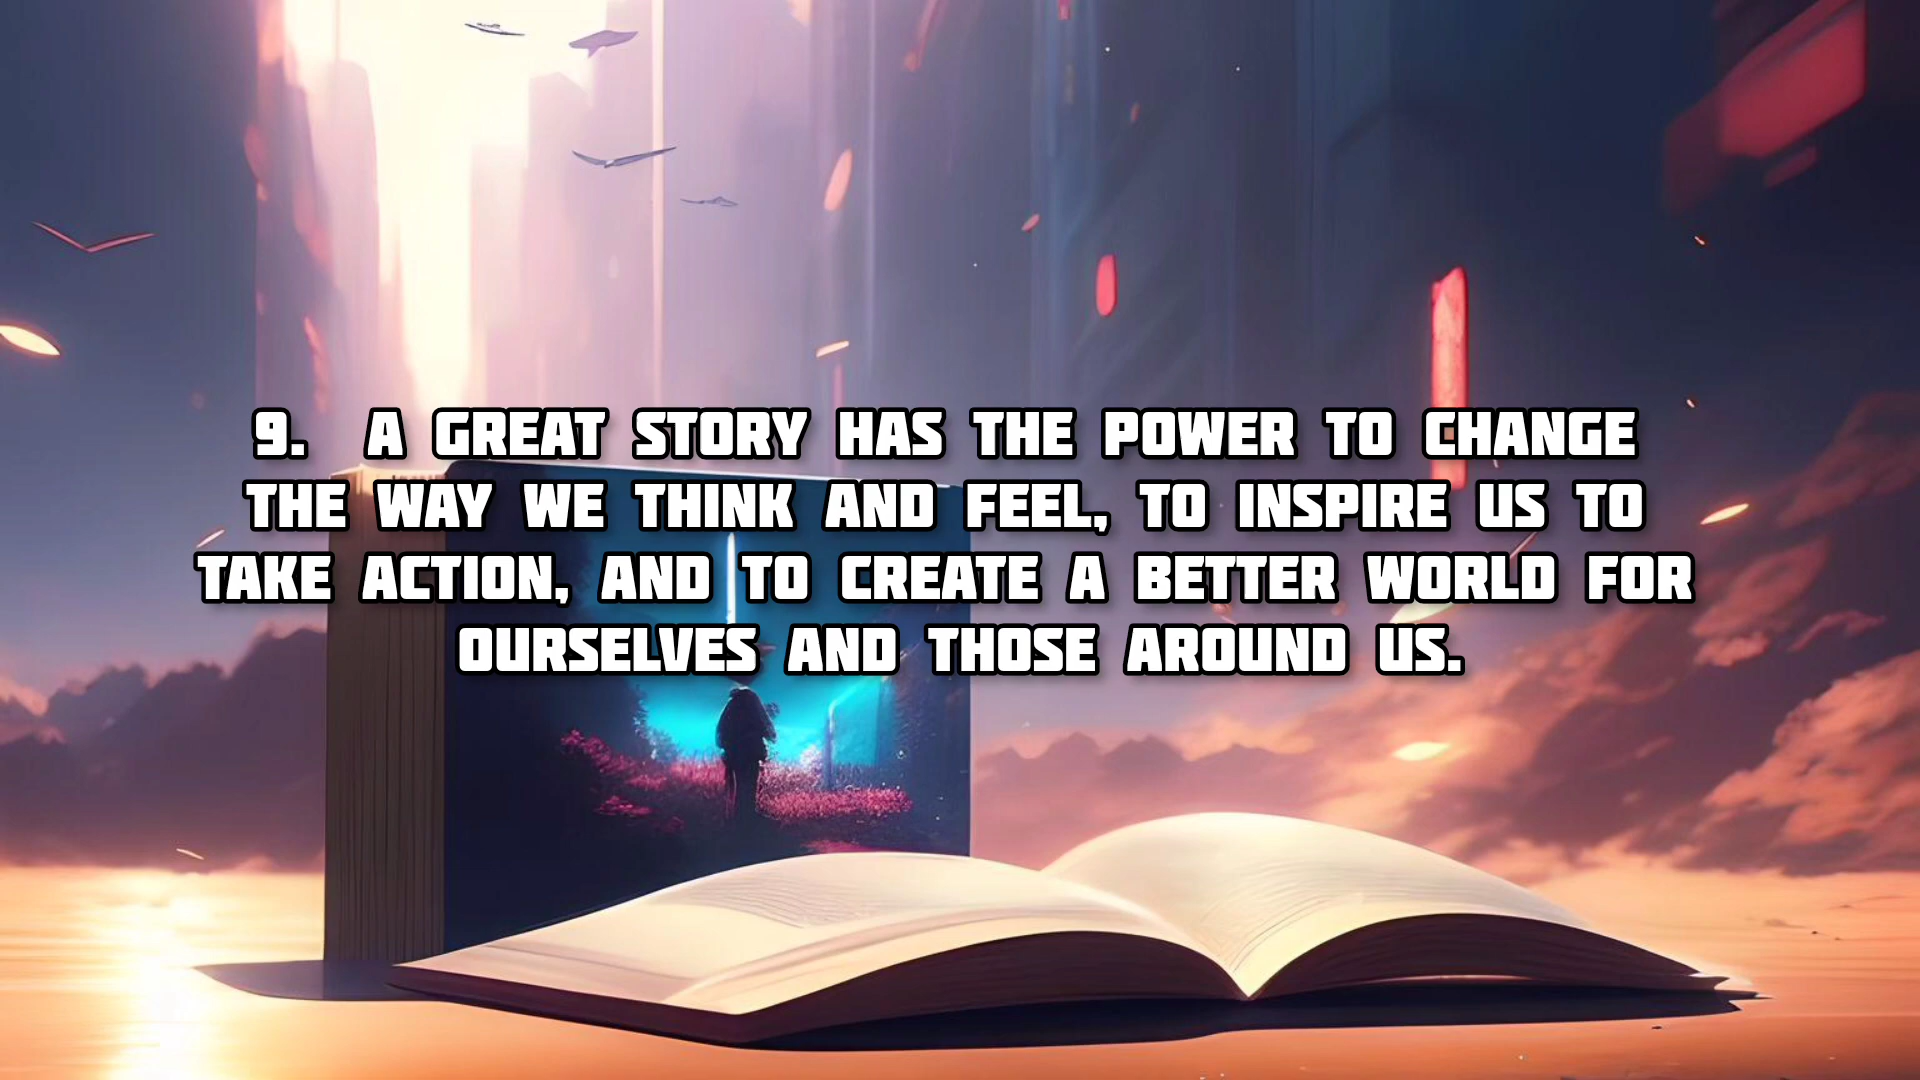 9. A GREAT STORY HAS THE POWER TO CHANGE
THE WAY WE THINK AND FEEL, TO INSPIRE US TO
TAKE ACTION, AND TO CREATE A BETTER WORLD FOR
OURSELVES AND THOSE AROUND US.